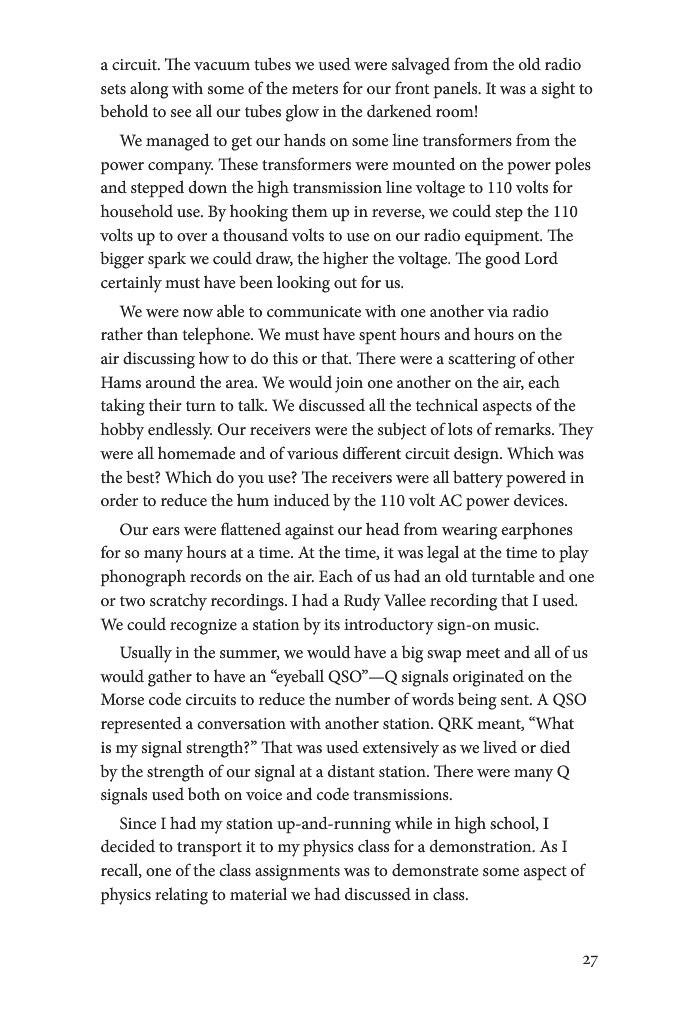 a circuit. The vacuum tubes we used were salvaged from the old radio
sets along with some of the meters for our front panels. It was a sight to
behold to see all our tubes glow in the darkened room!
We managed to get our hands on some line transformers from the
power company. These transformers were mounted on the power poles
and stepped down the high transmission line voltage to 110 volts for
household use. By hooking them up in reverse, we could step the 110
volts up to over a thousand volts to use on our radio equipment. The
bigger spark we could draw, the higher the voltage. The good Lord
certainly must have been looking out for us.
We were now able to communicate with one another via radio
rather than telephone. We must have spent hours and hours on the
air discussing how to do this or that. There were a scattering of other
Hams around the area. We would join one another on the air, each
taking their turn to talk. We discussed all the technical aspects of the
hobby endlessly. Our receivers were the subject of lots of remarks. They
were all homemade and of various different circuit design. Which was
the best? Which do you use? The receivers were all battery powered in
order to reduce the hum induced by the 110 volt AC power devices.
Our ears were flattened against our head from wearing earphones
for so many hours at a time. At the time, it was legal at the time to play
phonograph records on the air. Each of us had an old turntable and one
or two scratchy recordings. I had a Rudy Vallee recording that I used.
We could recognize a station by its introductory sign-on music.
Usually in the summer, we would have a big swap meet and all of us
would gather to have an “eyeball QSO”—Q signals originated on the
Morse code circuits to reduce the number of words being sent. A QSO
represented a conversation with another station. QRK meant, “What
is my signal strength?” That was used extensively as we lived or died
by the strength of our signal at a distant station. There were many Q
signals used both on voice and code transmissions.
Since I had my station up-and-running while in high school, I
decided to transport it to my physics class for a demonstration. As I
recall, one of the class assignments was to demonstrate some aspect of
physics relating to material we had discussed in class.
27